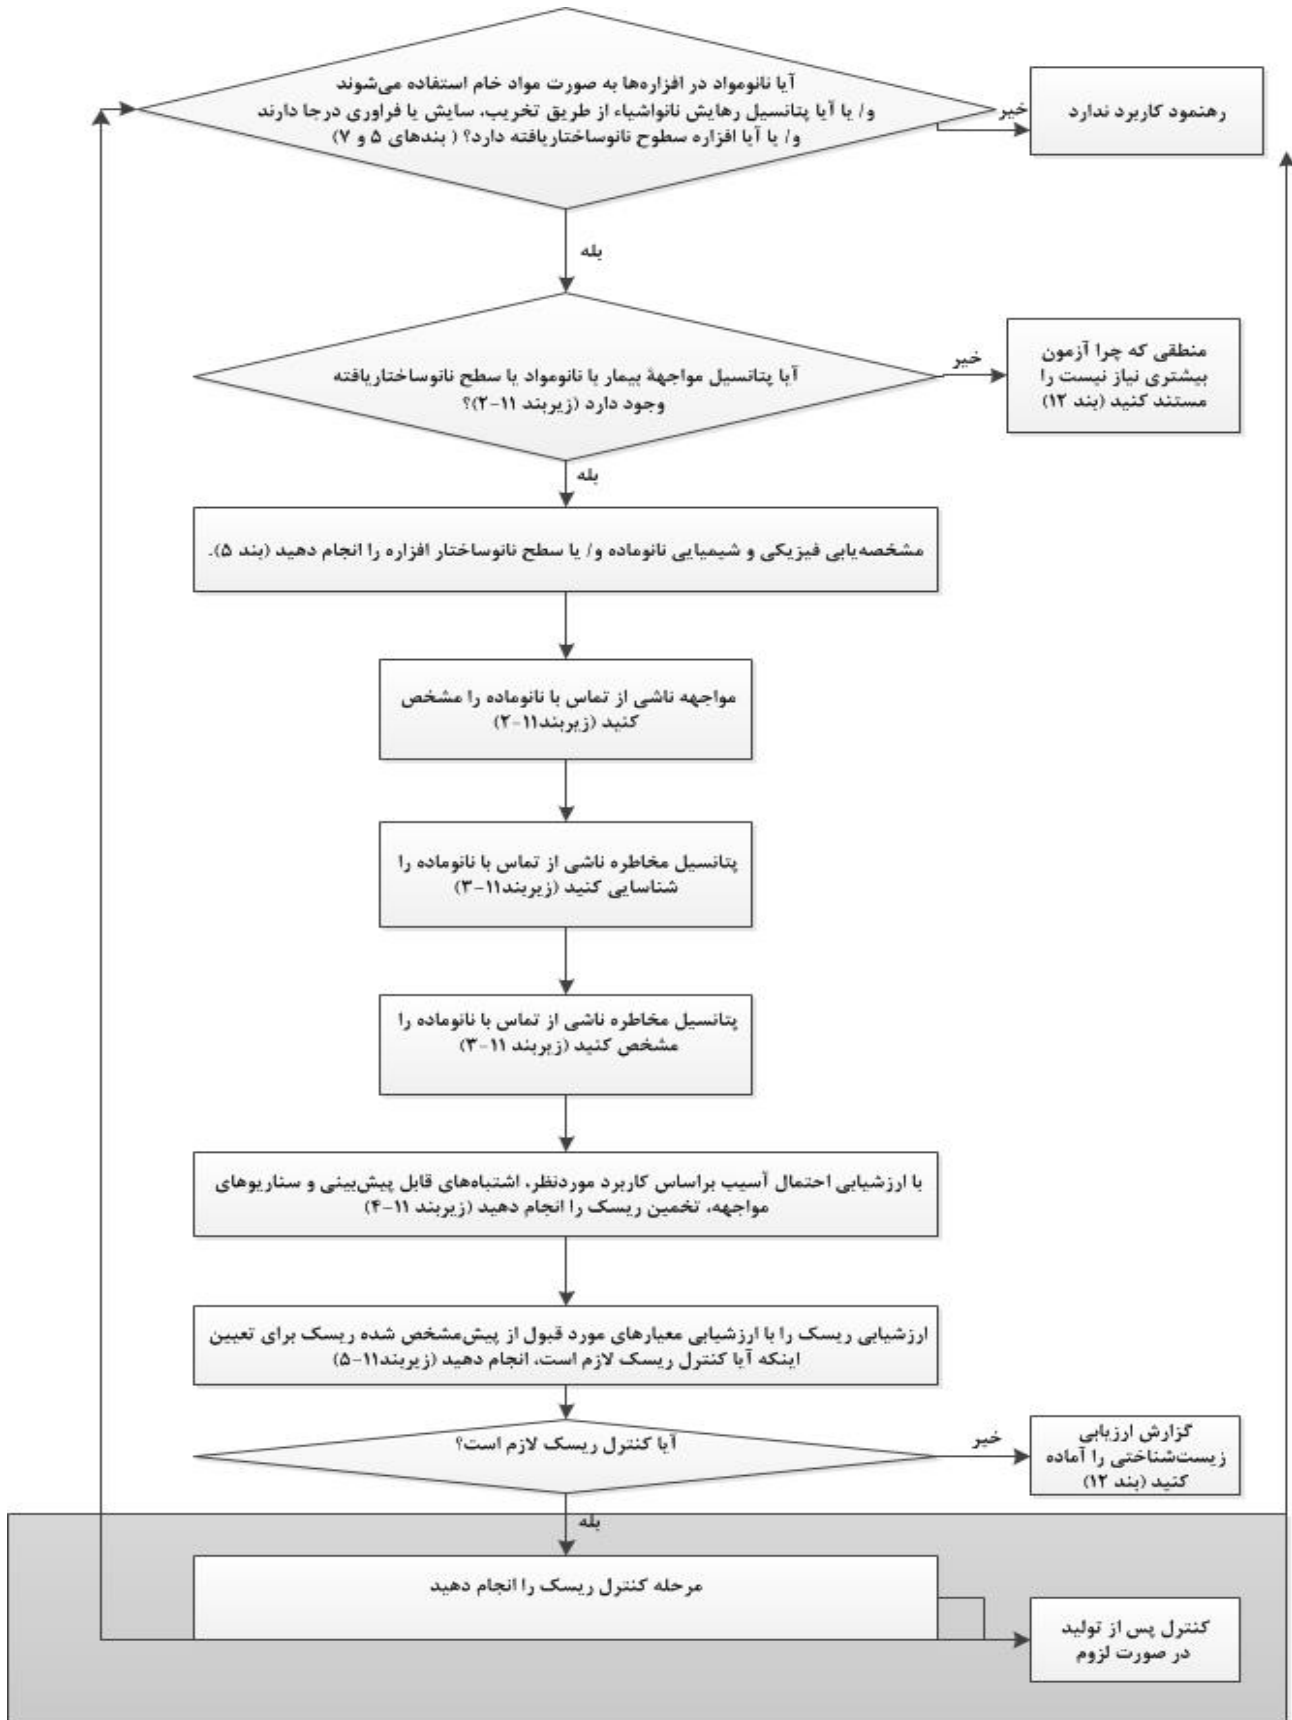 آیا نانومواد در افزاره‌ها به صورت مواد خام استفاده می‌شوند
و/ یا آیا پتانسیل رهایش نانواشیاء از طریق تخریب، سایش یا فراوری درجا دارند
و/ یا آیا افزاره سطوح نانوساختاریافته دارد؟ ( بندهای ۵ و ۷)
خیر
رهنمود کاربرد ندارد
بله
آیا پتانسیل مواجههٔ بیمار با نانومواد یا سطح نانوساختاریافته
وجود دارد (زیربند ۱۱-۲)؟
خیر
منطقی که چرا آزمون
بیشتری نیاز نیست را
مستند کنید (بند ۱۲)
بله
مشخصه‌یابی فیزیکی و شیمیایی نانوماده و/ یا سطح نانوساختار افزاره را انجام دهید (بند ۵).
مواجهه ناشی از تماس با نانوماده را مشخص
کنید (زیربند۱۱-۲)
پتانسیل مخاطره ناشی از تماس با نانوماده را
شناسایی کنید (زیربند۱۱-۳)
پتانسیل مخاطره ناشی از تماس با نانوماده را
مشخص کنید (زیربند ۱۱-۳)
با ارزشیابی احتمال آسیب براساس کاربرد موردنظر، اشتباه‌های قابل پیش‌بینی و سناریوهای
مواجهه، تخمین ریسک را انجام دهید (زیربند ۱۱-۴)
ارزشیابی ریسک را با ارزشیابی معیارهای مورد قبول از پیش‌مشخص شده ریسک برای تعیین
اینکه آیا کنترل ریسک لازم است، انجام دهید (زیربند۱۱-۵)
آیا کنترل ریسک لازم است؟
خیر
گزارش ارزیابی
زیست‌شناختی را آماده
کنید (بند ۱۲)
بله
مرحله کنترل ریسک را انجام دهید
کنترل پس از تولید
در صورت لزوم